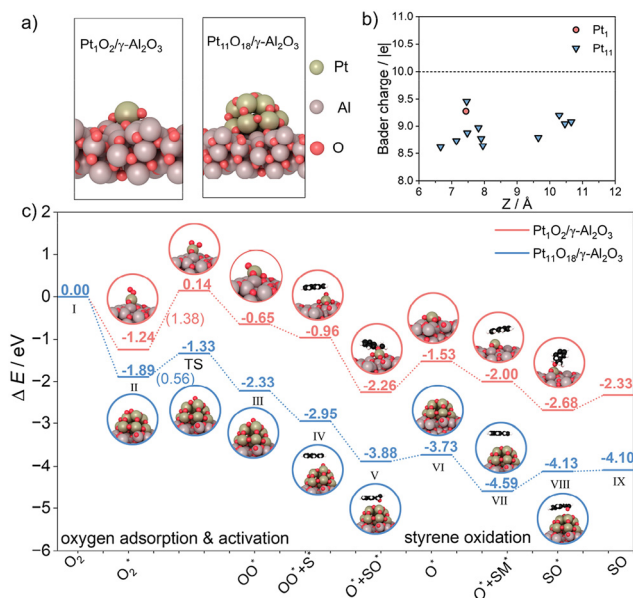 a)
Pt₁O₂/γ-Al₂O₃
Pt₁₁O₁₈/γ-Al₂O₃
Pt
Al
O
b)
Bader charge / |e|
11.0
10.5
10.0
9.5
9.0
8.5
8.0
Pt₁
Pt₁₁
6 7 8 9 10 11 12
Z / Å
c)
Δ E / eV
2
1
0
−1
−2
−3
−4
−5
−6
Pt₁O₂/γ-Al₂O₃
Pt₁₁O₁₈/γ-Al₂O₃
0.00
I
−1.24
(1.38)
0.14
−0.65
−0.96
−2.26
−1.53
−2.00
−2.68
−2.33
−1.89
II
(0.56)
−1.33
TS
−2.33
III
−2.95
IV
−3.88
V
−3.73
VI
−4.59
VII
−4.13
VIII
−4.10
IX
oxygen adsorption & activation
styrene oxidation
O₂*
O₂*
OO*
OO*+S*
O*+SO*
O*
O*+SM*
SO*
SO